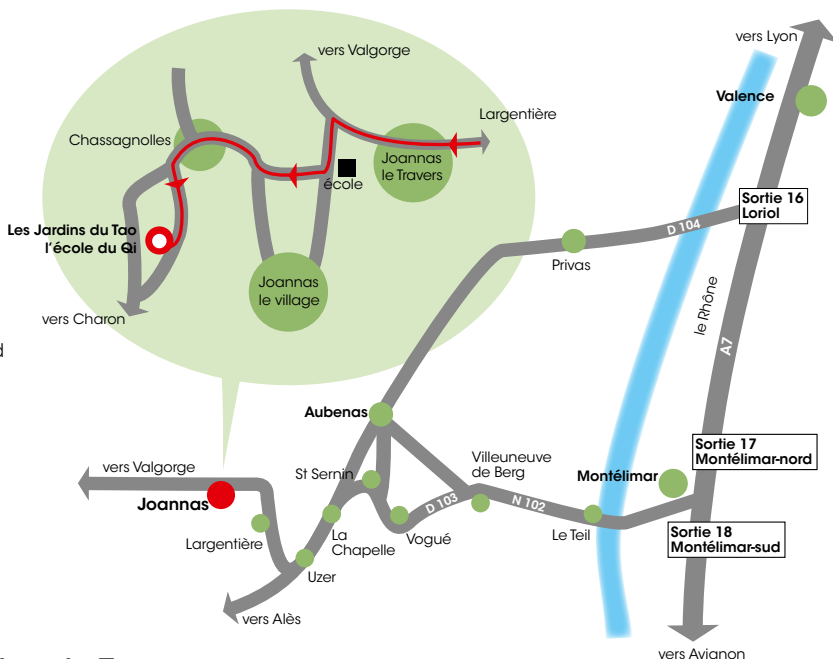 vers Lyon
vers Valgorge
Valence
Largentière
Chassagnolles
Joannas
le Travers
école
Sortie 16
Loriol
Les Jardins du Tao
l'école du Qi
D 104
Privas
Joannas
le village
le Rhône
vers Charon
A7
d
Aubenas
Sortie 17
Montélimar-nord
Villeuneuve
de Berg
vers Valgorge
St Sernin
Montélimar
Joannas
D 103
N 102
Largentière
La
Chapelle
Vogué
Le Teil
Sortie 18
Montélimar-sud
Uzer
vers Alès
vers Avignon